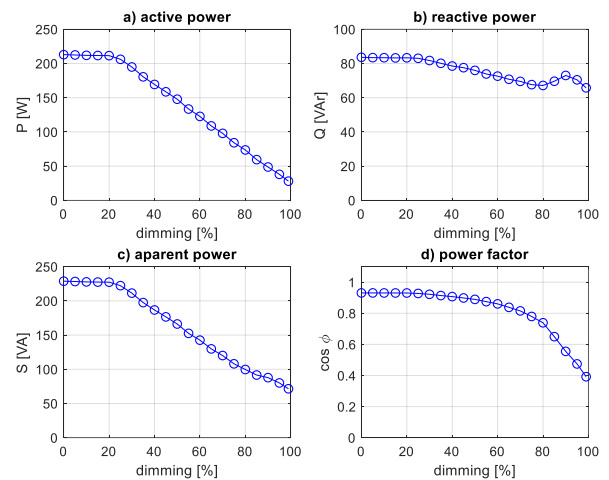 a) active power
P [W]
250
200
150
100
50
0
0 20 40 60 80 100
dimming [%]
b) reactive power
Q [VAr]
100
80
60
40
20
0
0 20 40 60 80 100
dimming [%]
c) apparent power
S [VA]
250
200
150
100
50
0
0 20 40 60 80 100
dimming [%]
d) power factor
cos ϕ
1
0.8
0.6
0.4
0.2
0
0 20 40 60 80 100
dimming [%]